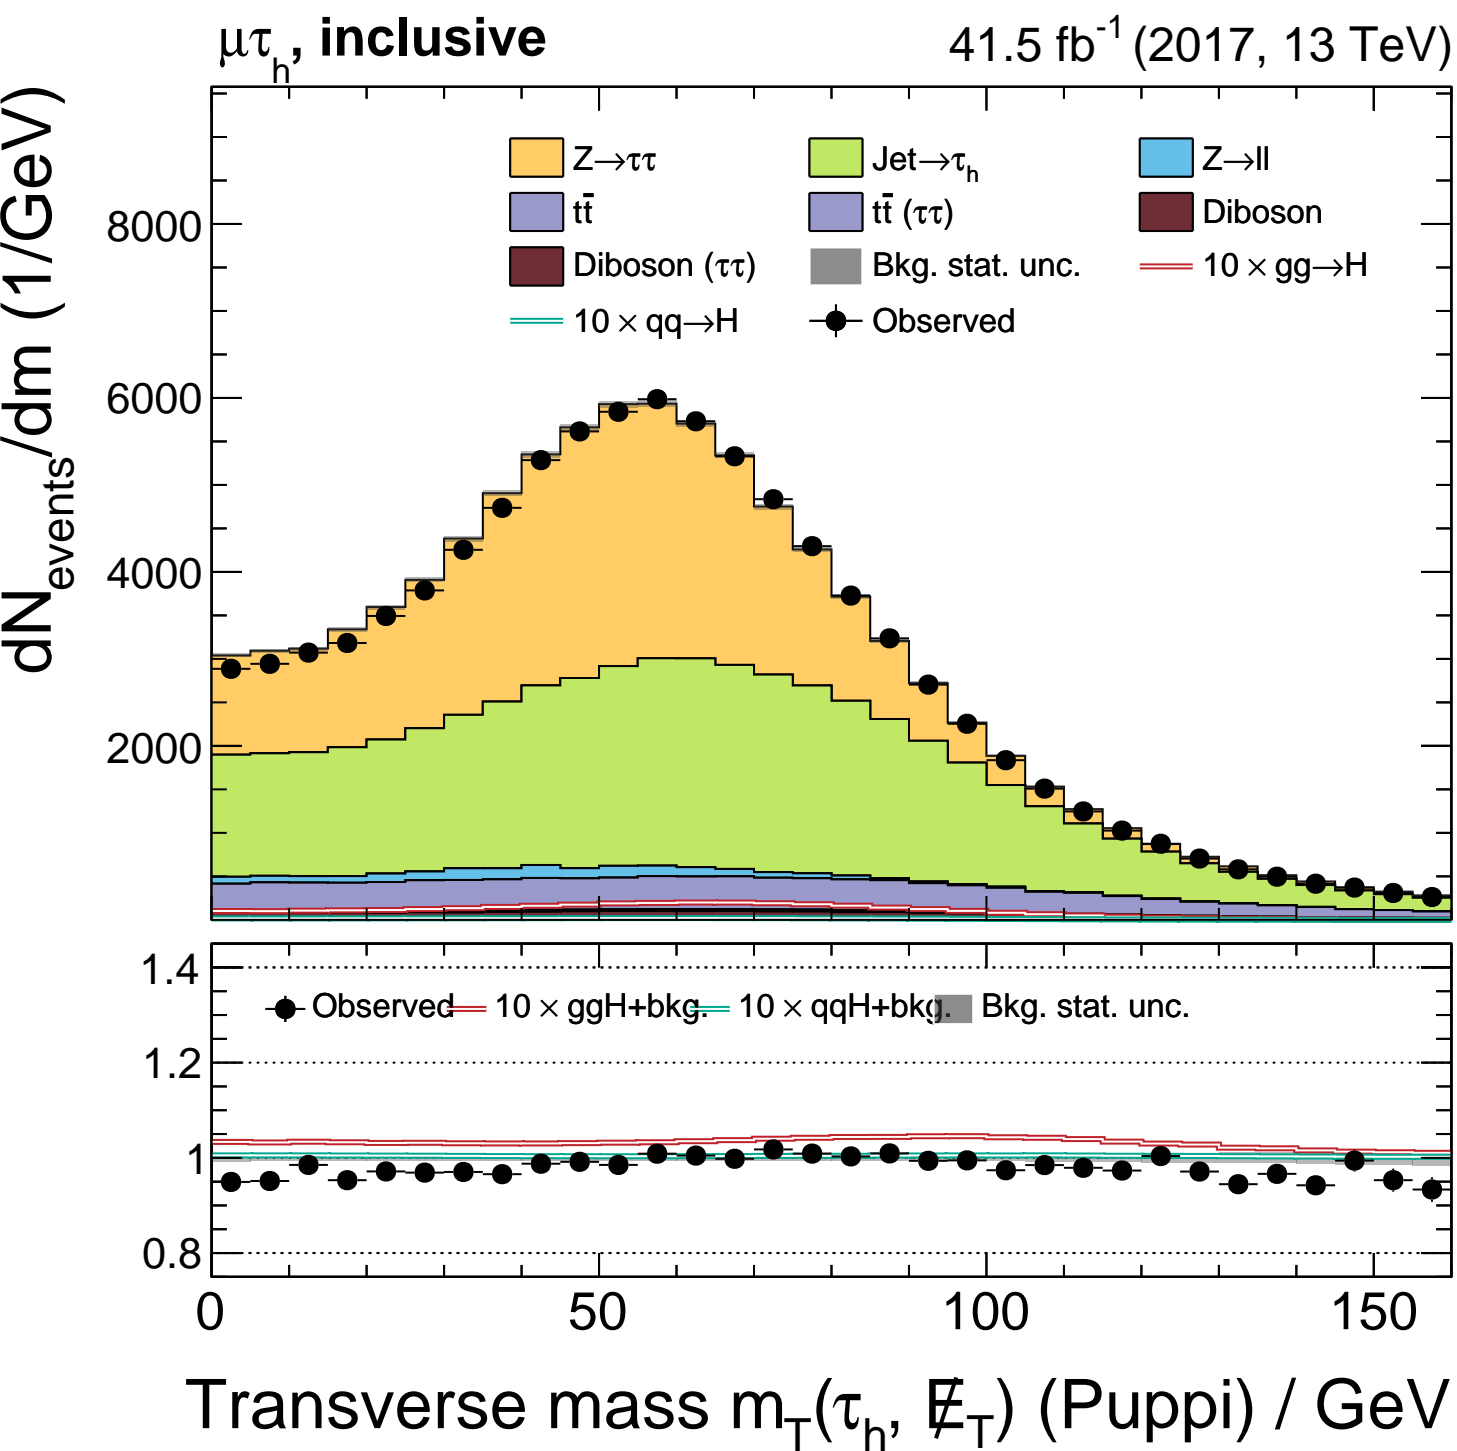 μτh, inclusive 41.5 fb-1 (2017, 13 TeV)
dNevents/dm (1/GeV)
Z→ττ Jet→τh Z→ll
tt̄ tt̄ (ττ) Diboson
Diboson (ττ) Bkg. stat. unc. 10 × gg→H
10 × qq→H Observed
8000
6000
4000
2000
1.4
Observed 10 × ggH+bkg. 10 × qqH+bkg. Bkg. stat. unc.
1.2
1
0.8
0 50 100 150
Transverse mass mT(τh, E̸T) (Puppi) / GeV